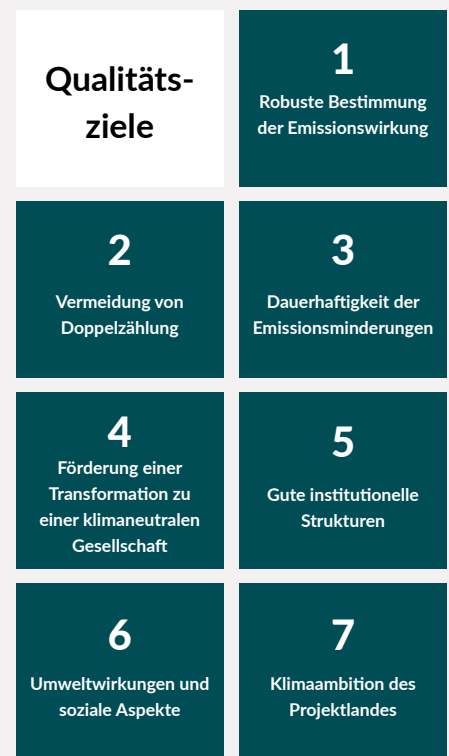 Qualitäts-
ziele
1
Robuste Bestimmung
der Emissionswirkung
2
Vermeidung von
Doppelzählung
3
Dauerhaftigkeit der
Emissionsminderungen
4
Förderung einer
Transformation zu
einer klimaneutralen
Gesellschaft
5
Gute institutionelle
Strukturen
6
Umweltwirkungen und
soziale Aspekte
7
Klimaambition des
Projektlandes